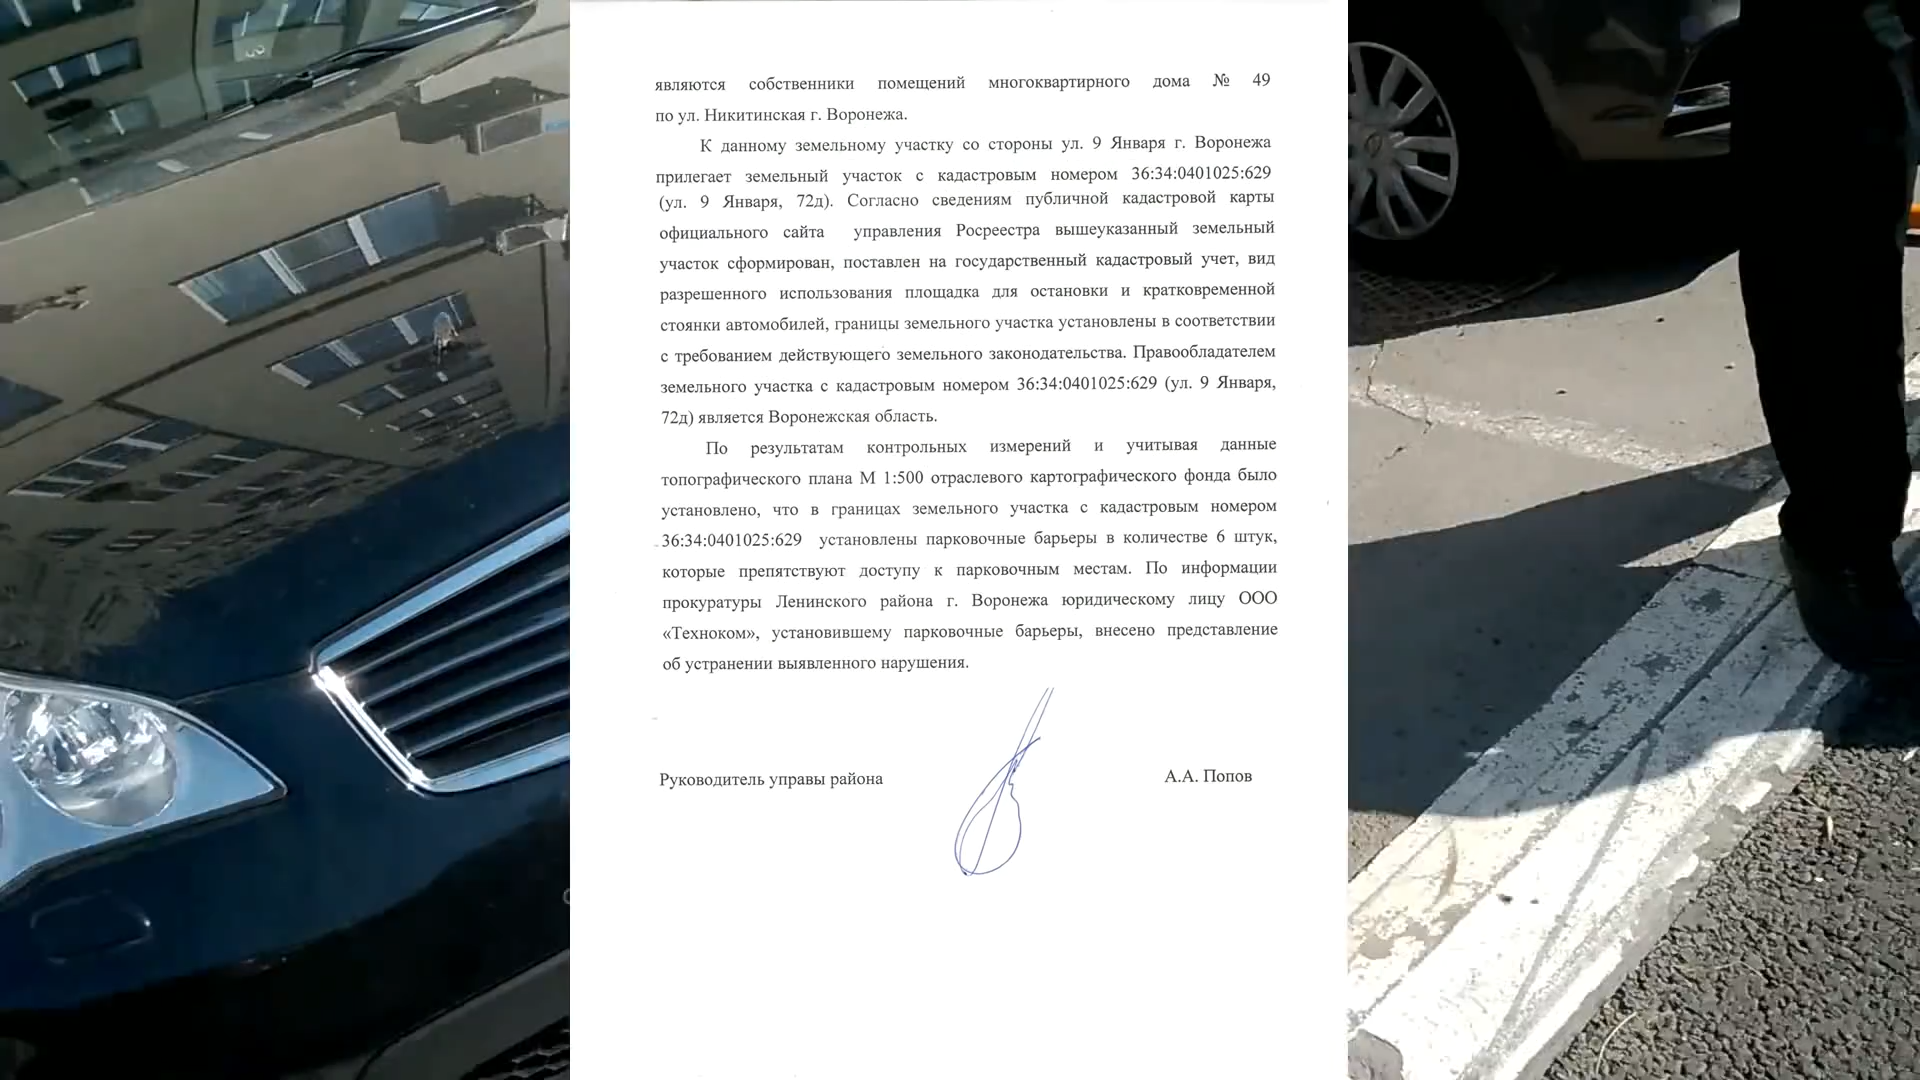 являются собственники помещений многоквартирного дома № 49
по ул. Никитинская г. Воронежа.
К данному земельному участку со стороны ул. 9 Января г. Воронежа
прилегает земельный участок с кадастровым номером 36:34:0401025:629
(ул. 9 Января, 72д). Согласно сведениям публичной кадастровой карты
официального сайта управления Росреестра вышеуказанный земельный
участок сформирован, поставлен на государственный кадастровый учет, вид
разрешенного использования площадка для остановки и кратковременной
стоянки автомобилей, границы земельного участка установлены в соответствии
с требованием действующего земельного законодательства. Правообладателем
земельного участка с кадастровым номером 36:34:0401025:629 (ул. 9 Января,
72д) является Воронежская область.
По результатам контрольных измерений и учитывая данные
топографического плана М 1:500 отраслевого картографического фонда было
установлено, что в границах земельного участка с кадастровым номером
36:34:0401025:629 установлены парковочные барьеры в количестве 6 штук,
которые препятствуют доступу к парковочным местам. По информации
прокуратуры Ленинского района г. Воронежа юридическому лицу ООО
«Техноком», установившему парковочные барьеры, внесено представление
об устранении выявленного нарушения.
Руководитель управы района
А.А. Попов